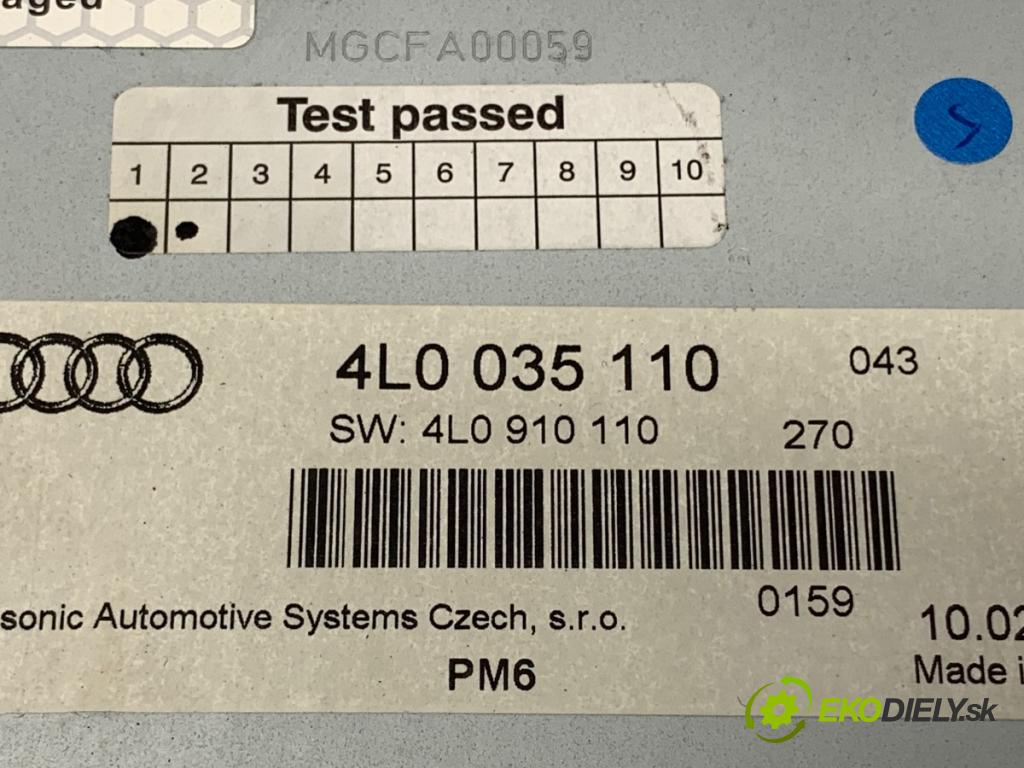 aged
MGCFA00059
Test passed
1 2 3 4 5 6 7 8 9 10
4L0 035 110 043
SW: 4L0 910 110 270
0159
sonic Automotive Systems Czech, s.r.o. 10.02
PM6 Made i
EKODIELY.sk